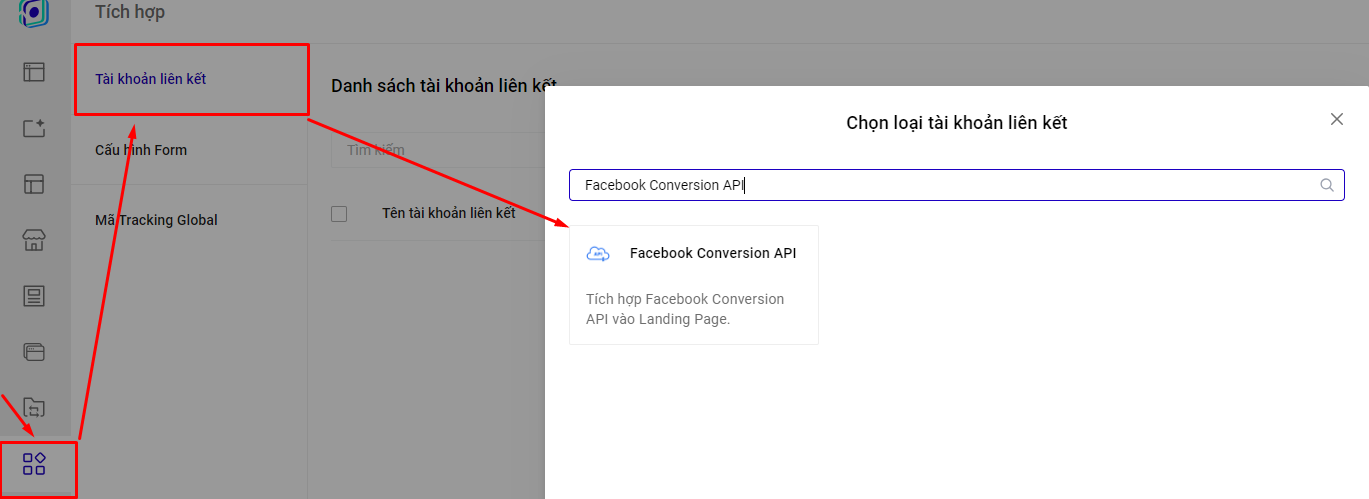 Tích hợp
Tài khoản liên kết
Cấu hình Form
Mã Tracking Global
Danh sách tài khoản liên kết
Tìm kiếm
Tên tài khoản liên kết
Chọn loại tài khoản liên kết
Facebook Conversion API
API
Facebook Conversion API
Tích hợp Facebook Conversion
API vào Landing Page.